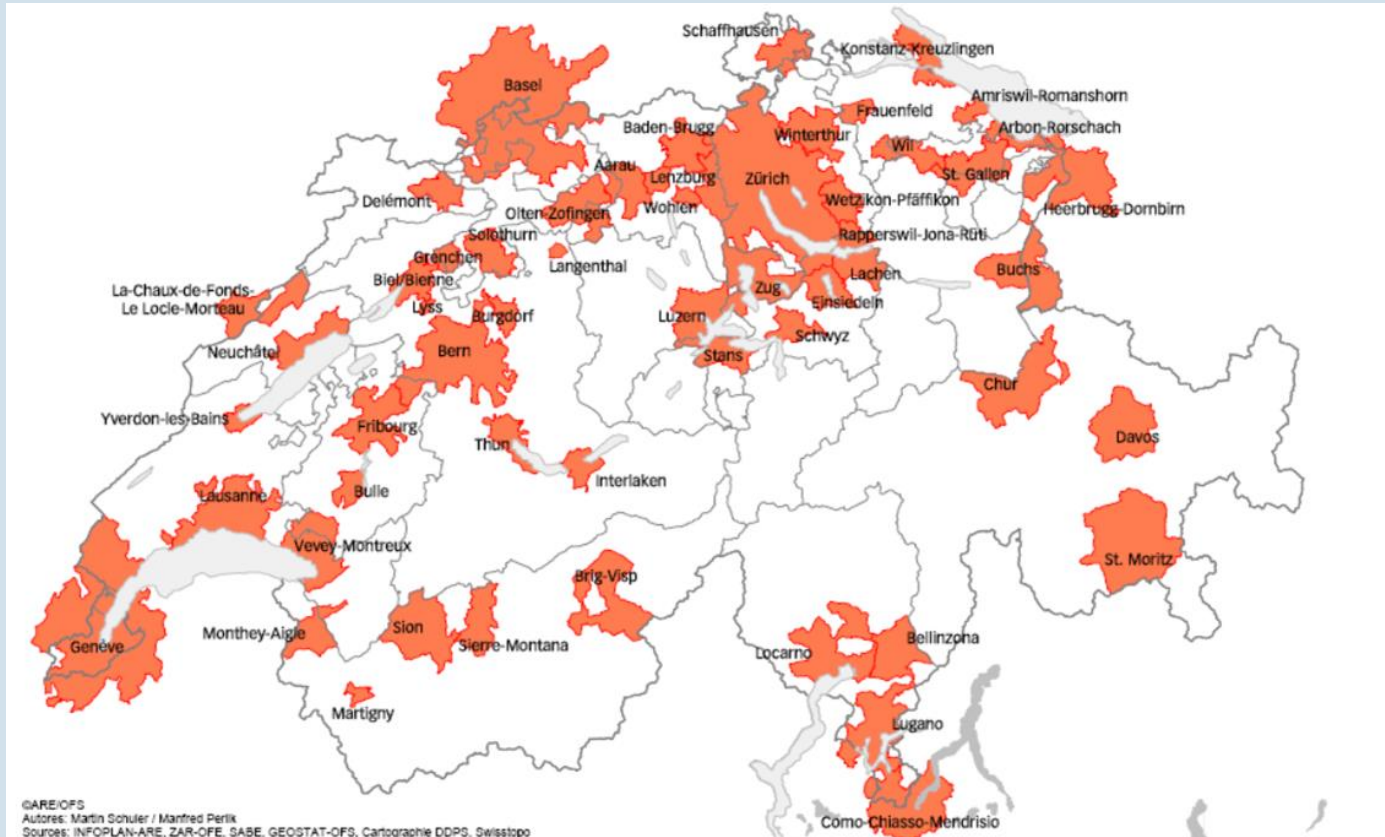 Schaffhausen
Konstanz-Kreuzlingen
Basel
Amriswil-Romanshorn
Frauenfeld
Baden-Brugg
Winterthur
Arbon-Rorschach
Wil
Aarau
Lenzburg
Zürich
St. Gallen
Delémont
Wetzikon-Pfäffikon
Olten-Zofingen
Wohlen
Heerbrugg-Dornbirn
Solothurn
Rapperswil-Jona-Rüti
Grenchen
Langenthal
Buchs
Biel/Bienne
Lachen
La-Chaux-de-Fonds-
Le Locle-Morteau
Zug
Einsiedeln
Lyss
Burgdorf
Luzern
Schwyz
Neuchâtel
Bern
Stans
Chur
Yverdon-les-Bains
Fribourg
Davos
Thun
Interlaken
Bulle
Lausanne
Vevey-Montreux
St. Moritz
Brig-Visp
Monthey-Aigle
Sion
Sierre-Montana
Bellinzona
Genève
Locarno
Martigny
Lugano
Como-Chiasso-Mendrisio
©ARE/OFS
Autores: Martin Schuler / Manfred Perlik
Sources: INFOPLAN-ARE, ZAR-OFE, SABE, GEOSTAT-OFS, Cartographie DDPS, Swisstopo